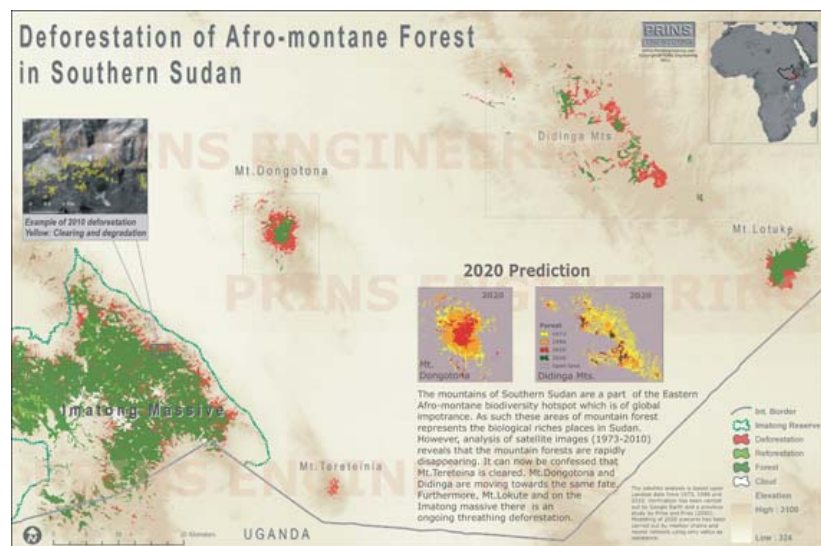 Deforestation of Afro-montane Forest
in Southern Sudan
PRINS
ENGINEERING
PRINS ENGINEERING
Didinga Mts.
Mt.Dongotona
Example of 2010 deforestation
Yellow: Clearing and degradation
Mt.Lotuke
PRINS ENGINEERING
2020 Prediction
2020
2020
Forest
1973
1986
2010
2020
Mt.
Dongotona
Didinga Mts.
The mountains of Southern Sudan are a part of the Eastern
Afro-montane biodiversity hotspot which is of global
impotrance. As such these areas of mountain forest
represents the biological riches places in Sudan.
However, analysis of satellite images (1973-2010)
reveals that the mountain forests are rapidly
disappearing. It can now be confessed that
Mt.Tereteina is cleared. Mt.Dongotona and
Didinga are moving towards the same fate.
Furthermore, Mt.Lokute and on the
Imatong massive there is an
ongoing threathing deforestation.
Imatong Massive
Mt.Tereteinia
PRINS ENGINEERING
UGANDA
20 Kilometers
Int. Border
Imatong Reserve
Deforestation
Reforestation
Forest
Cloud
Elevation
High : 3100
Low : 324